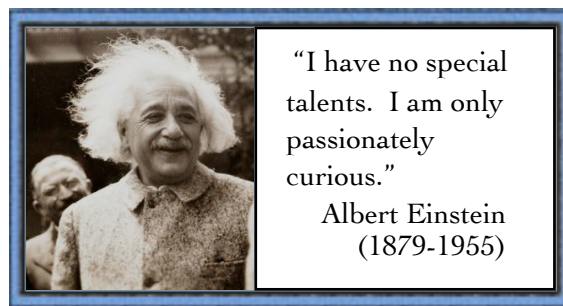 “I have no special
talents.  I am only
passionately
curious.”
Albert Einstein
(1879-1955)